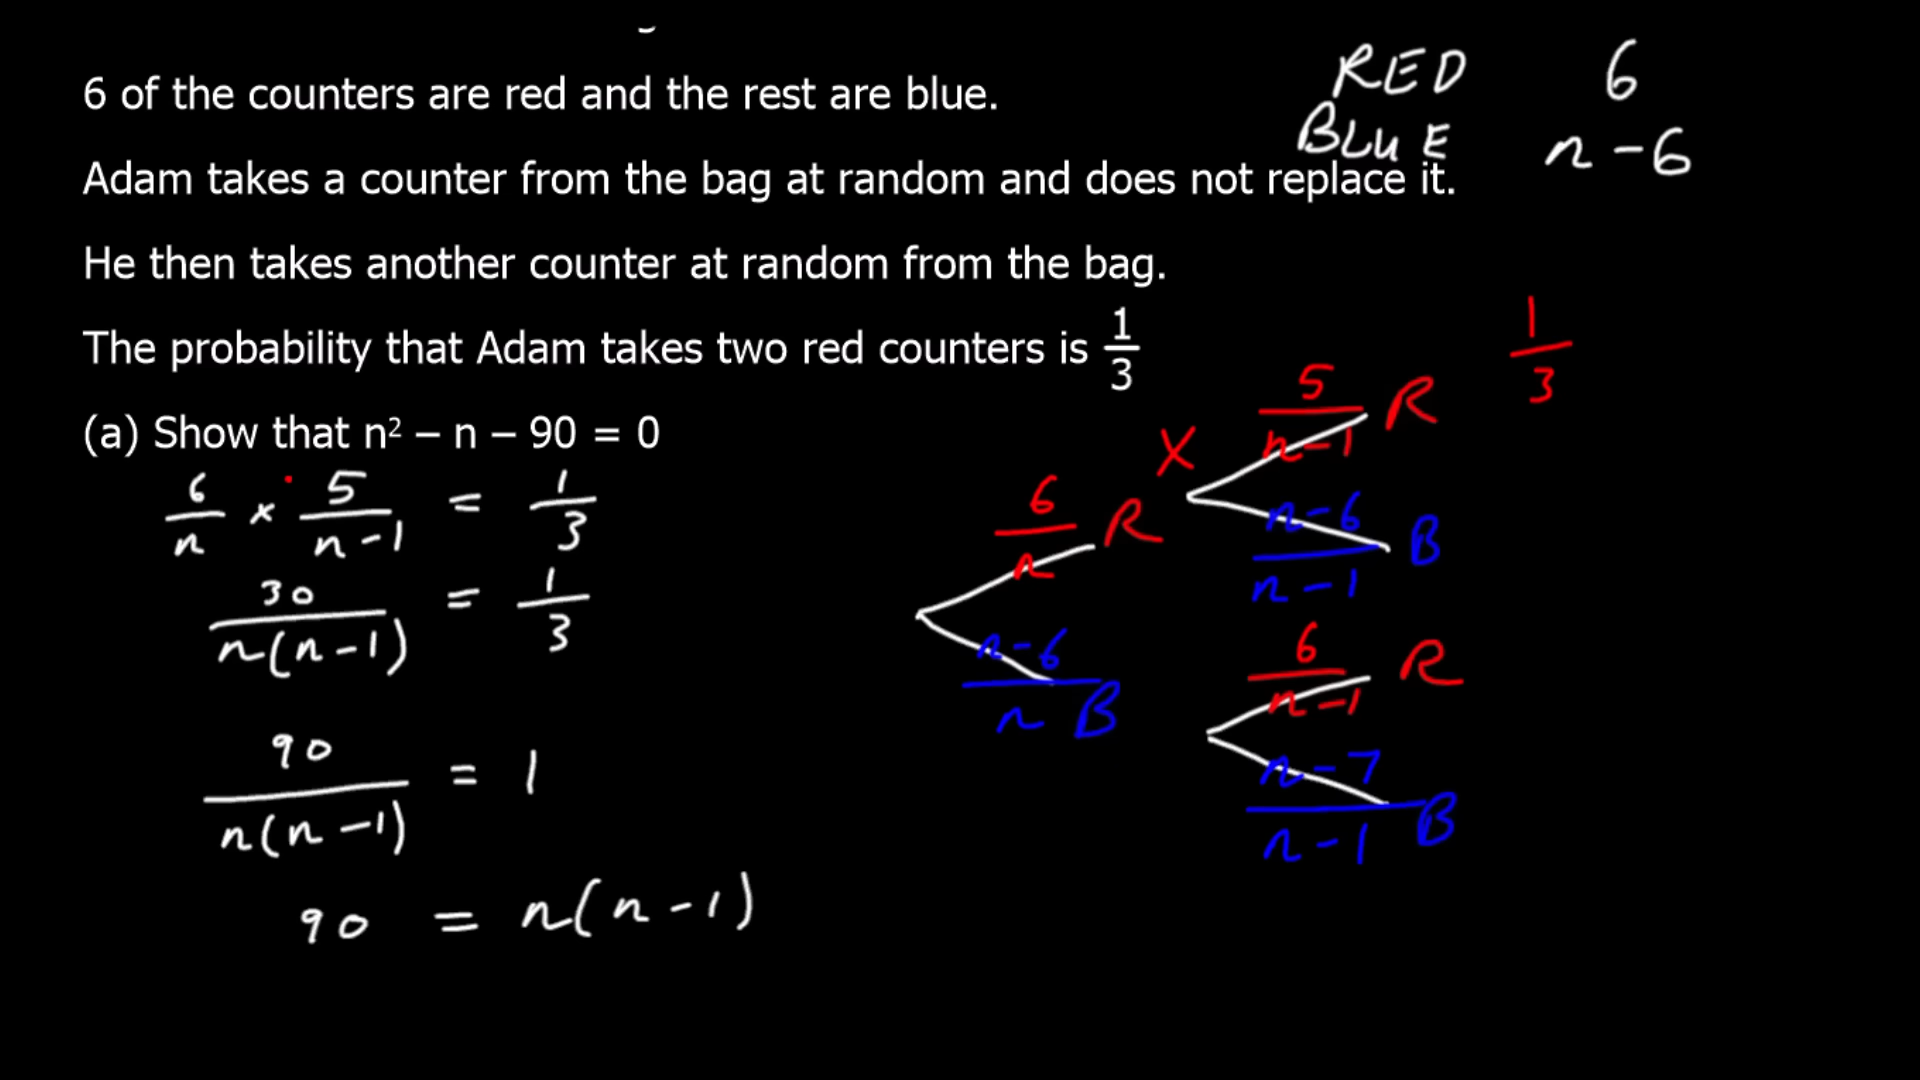 6 of the counters are red and the rest are blue.
RED 6
BLUE n-6
Adam takes a counter from the bag at random and does not replace it.
He then takes another counter at random from the bag.
The probability that Adam takes two red counters is 1/3
(a) Show that n² – n – 90 = 0
6/n × 5/n-1 = 1/3
30/n(n-1) = 1/3
90/n(n-1) = 1
90 = n(n-1)
6/n R
n-6/n B
X
5/n-1 R
1/3
n-6/n-1 B
6/n-1 R
n-7/n-1 B